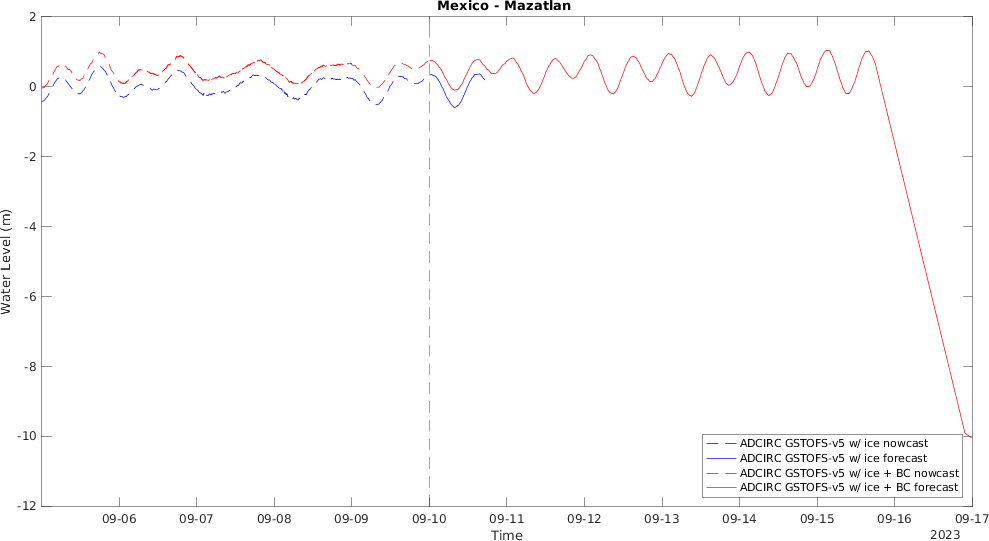 Mexico - Mazatlan
Water Level (m)
2
0
-2
-4
-6
-8
-10
-12
ADCIRC GSTOFS-v5 w/ ice nowcast
ADCIRC GSTOFS-v5 w/ ice forecast
ADCIRC GSTOFS-v5 w/ ice + BC nowcast
ADCIRC GSTOFS-v5 w/ ice + BC forecast
09-06 09-07 09-08 09-09 09-10 09-11 09-12 09-13 09-14 09-15 09-16 09-17
Time
2023